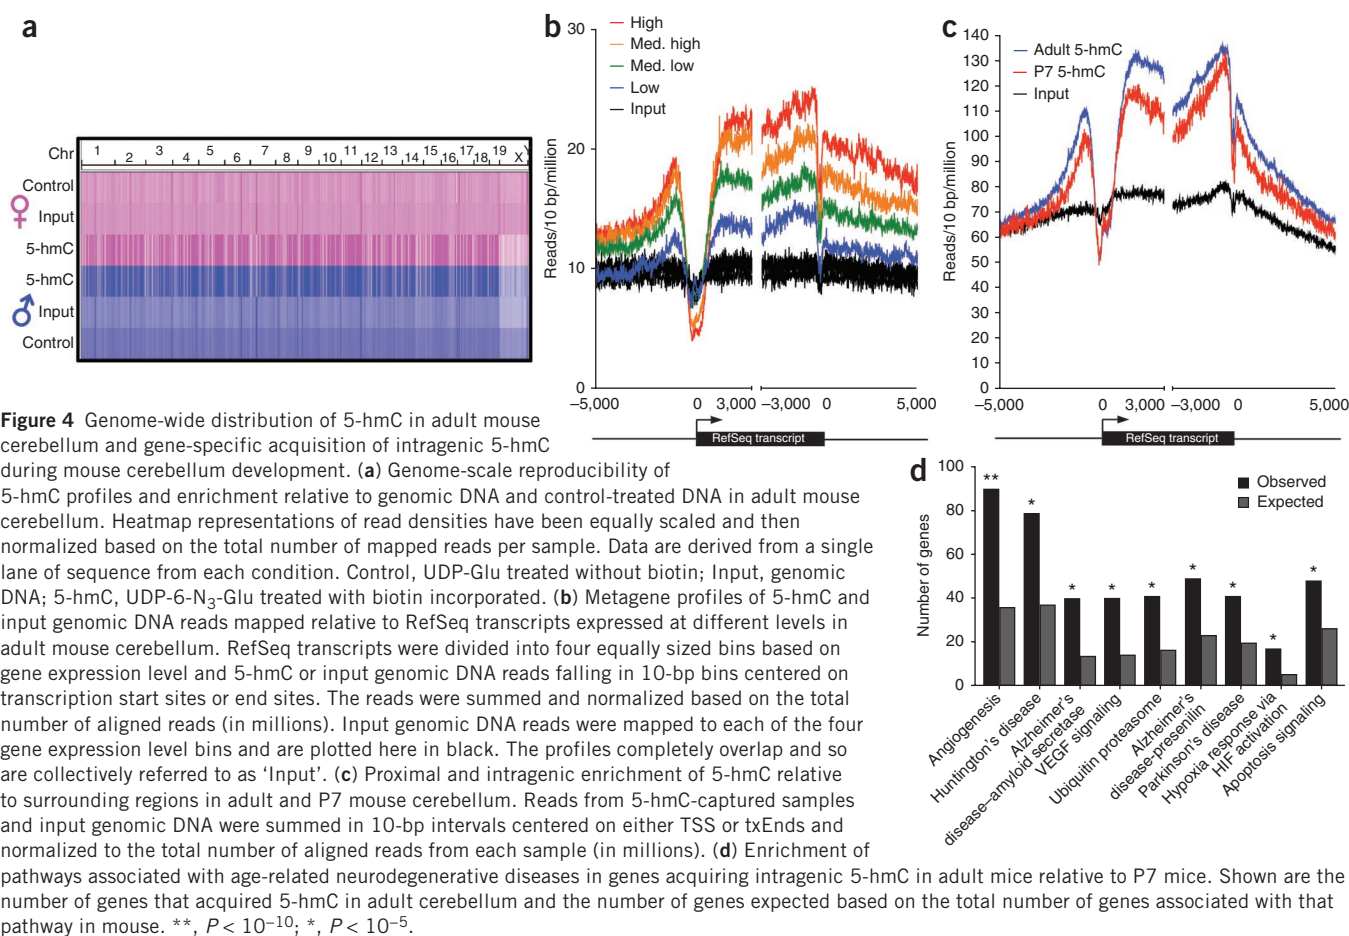 a
Chr
1 3 5 7 9 11 13 15 17 19 Y
2 4 6 8 10 12 14 16 18 X
Control
♀ Input
5-hmC
5-hmC
♂ Input
Control
b
High
Med. high
Med. low
Low
Input
30
20
10
0
Reads/10 bp/million
–5,000 0 3,000 –3,000 0 5,000
RefSeq transcript
c
Adult 5-hmC
P7 5-hmC
Input
140
130
120
110
100
90
80
70
60
50
40
30
20
10
0
Reads/10 bp/million
–5,000 0 3,000 –3,000 0 5,000
RefSeq transcript
d
Observed
Expected
100
80
60
40
20
0
Number of genes
** * * * * * * * *
Angiogenesis
Huntington's disease
Alzheimer's
disease–amyloid secretase
VEGF signaling
Ubiquitin proteasome
Alzheimer's
disease-presenilin
Parkinson's disease
Hypoxia response via
HIF activation
Apoptosis signaling
Figure 4 Genome-wide distribution of 5-hmC in adult mouse
cerebellum and gene-specific acquisition of intragenic 5-hmC
during mouse cerebellum development. (a) Genome-scale reproducibility of
5-hmC profiles and enrichment relative to genomic DNA and control-treated DNA in adult mouse
cerebellum. Heatmap representations of read densities have been equally scaled and then
normalized based on the total number of mapped reads per sample. Data are derived from a single
lane of sequence from each condition. Control, UDP-Glu treated without biotin; Input, genomic
DNA; 5-hmC, UDP-6-N₃-Glu treated with biotin incorporated. (b) Metagene profiles of 5-hmC and
input genomic DNA reads mapped relative to RefSeq transcripts expressed at different levels in
adult mouse cerebellum. RefSeq transcripts were divided into four equally sized bins based on
gene expression level and 5-hmC or input genomic DNA reads falling in 10-bp bins centered on
transcription start sites or end sites. The reads were summed and normalized based on the total
number of aligned reads (in millions). Input genomic DNA reads were mapped to each of the four
gene expression level bins and are plotted here in black. The profiles completely overlap and so
are collectively referred to as ‘Input’. (c) Proximal and intragenic enrichment of 5-hmC relative
to surrounding regions in adult and P7 mouse cerebellum. Reads from 5-hmC-captured samples
and input genomic DNA were summed in 10-bp intervals centered on either TSS or txEnds and
normalized to the total number of aligned reads from each sample (in millions). (d) Enrichment of
pathways associated with age-related neurodegenerative diseases in genes acquiring intragenic 5-hmC in adult mice relative to P7 mice. Shown are the
number of genes that acquired 5-hmC in adult cerebellum and the number of genes expected based on the total number of genes associated with that
pathway in mouse. **, P < 10⁻¹⁰; *, P < 10⁻⁵.